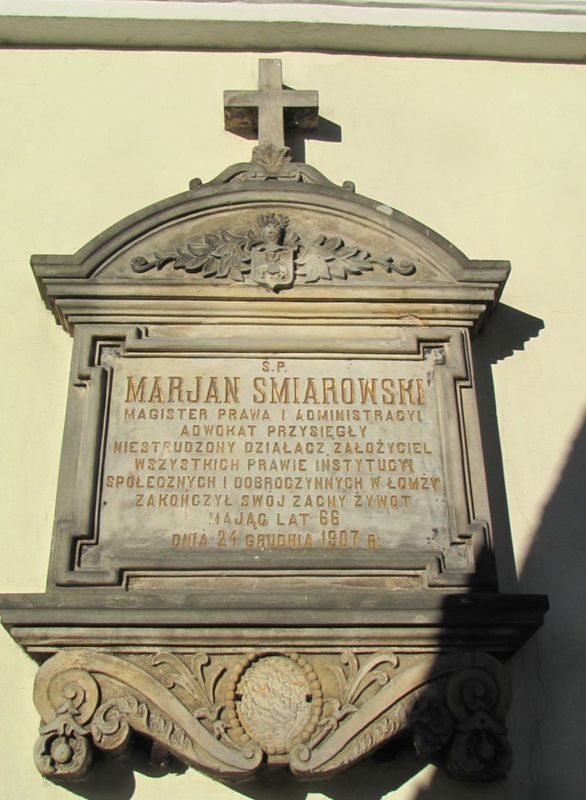 Ś.P.
MARJAN ŚMIAROWSKI
MAGISTER PRAWA I ADMINISTRACYI,
ADWOKAT PRZYSIĘGŁY
NIESTRUDZONY DZIAŁACZ, ZAŁOŻYCIEL
WSZYSTKICH PRAWIE INSTYTUCYI
SPOŁECZNYCH I DOBROCZYNNYCH W ŁOMŻY
ZAKOŃCZYŁ SWÓJ ZACNY ŻYWOT
MAJĄC LAT 66
DNIA 24 GRUDNIA 1907 R.